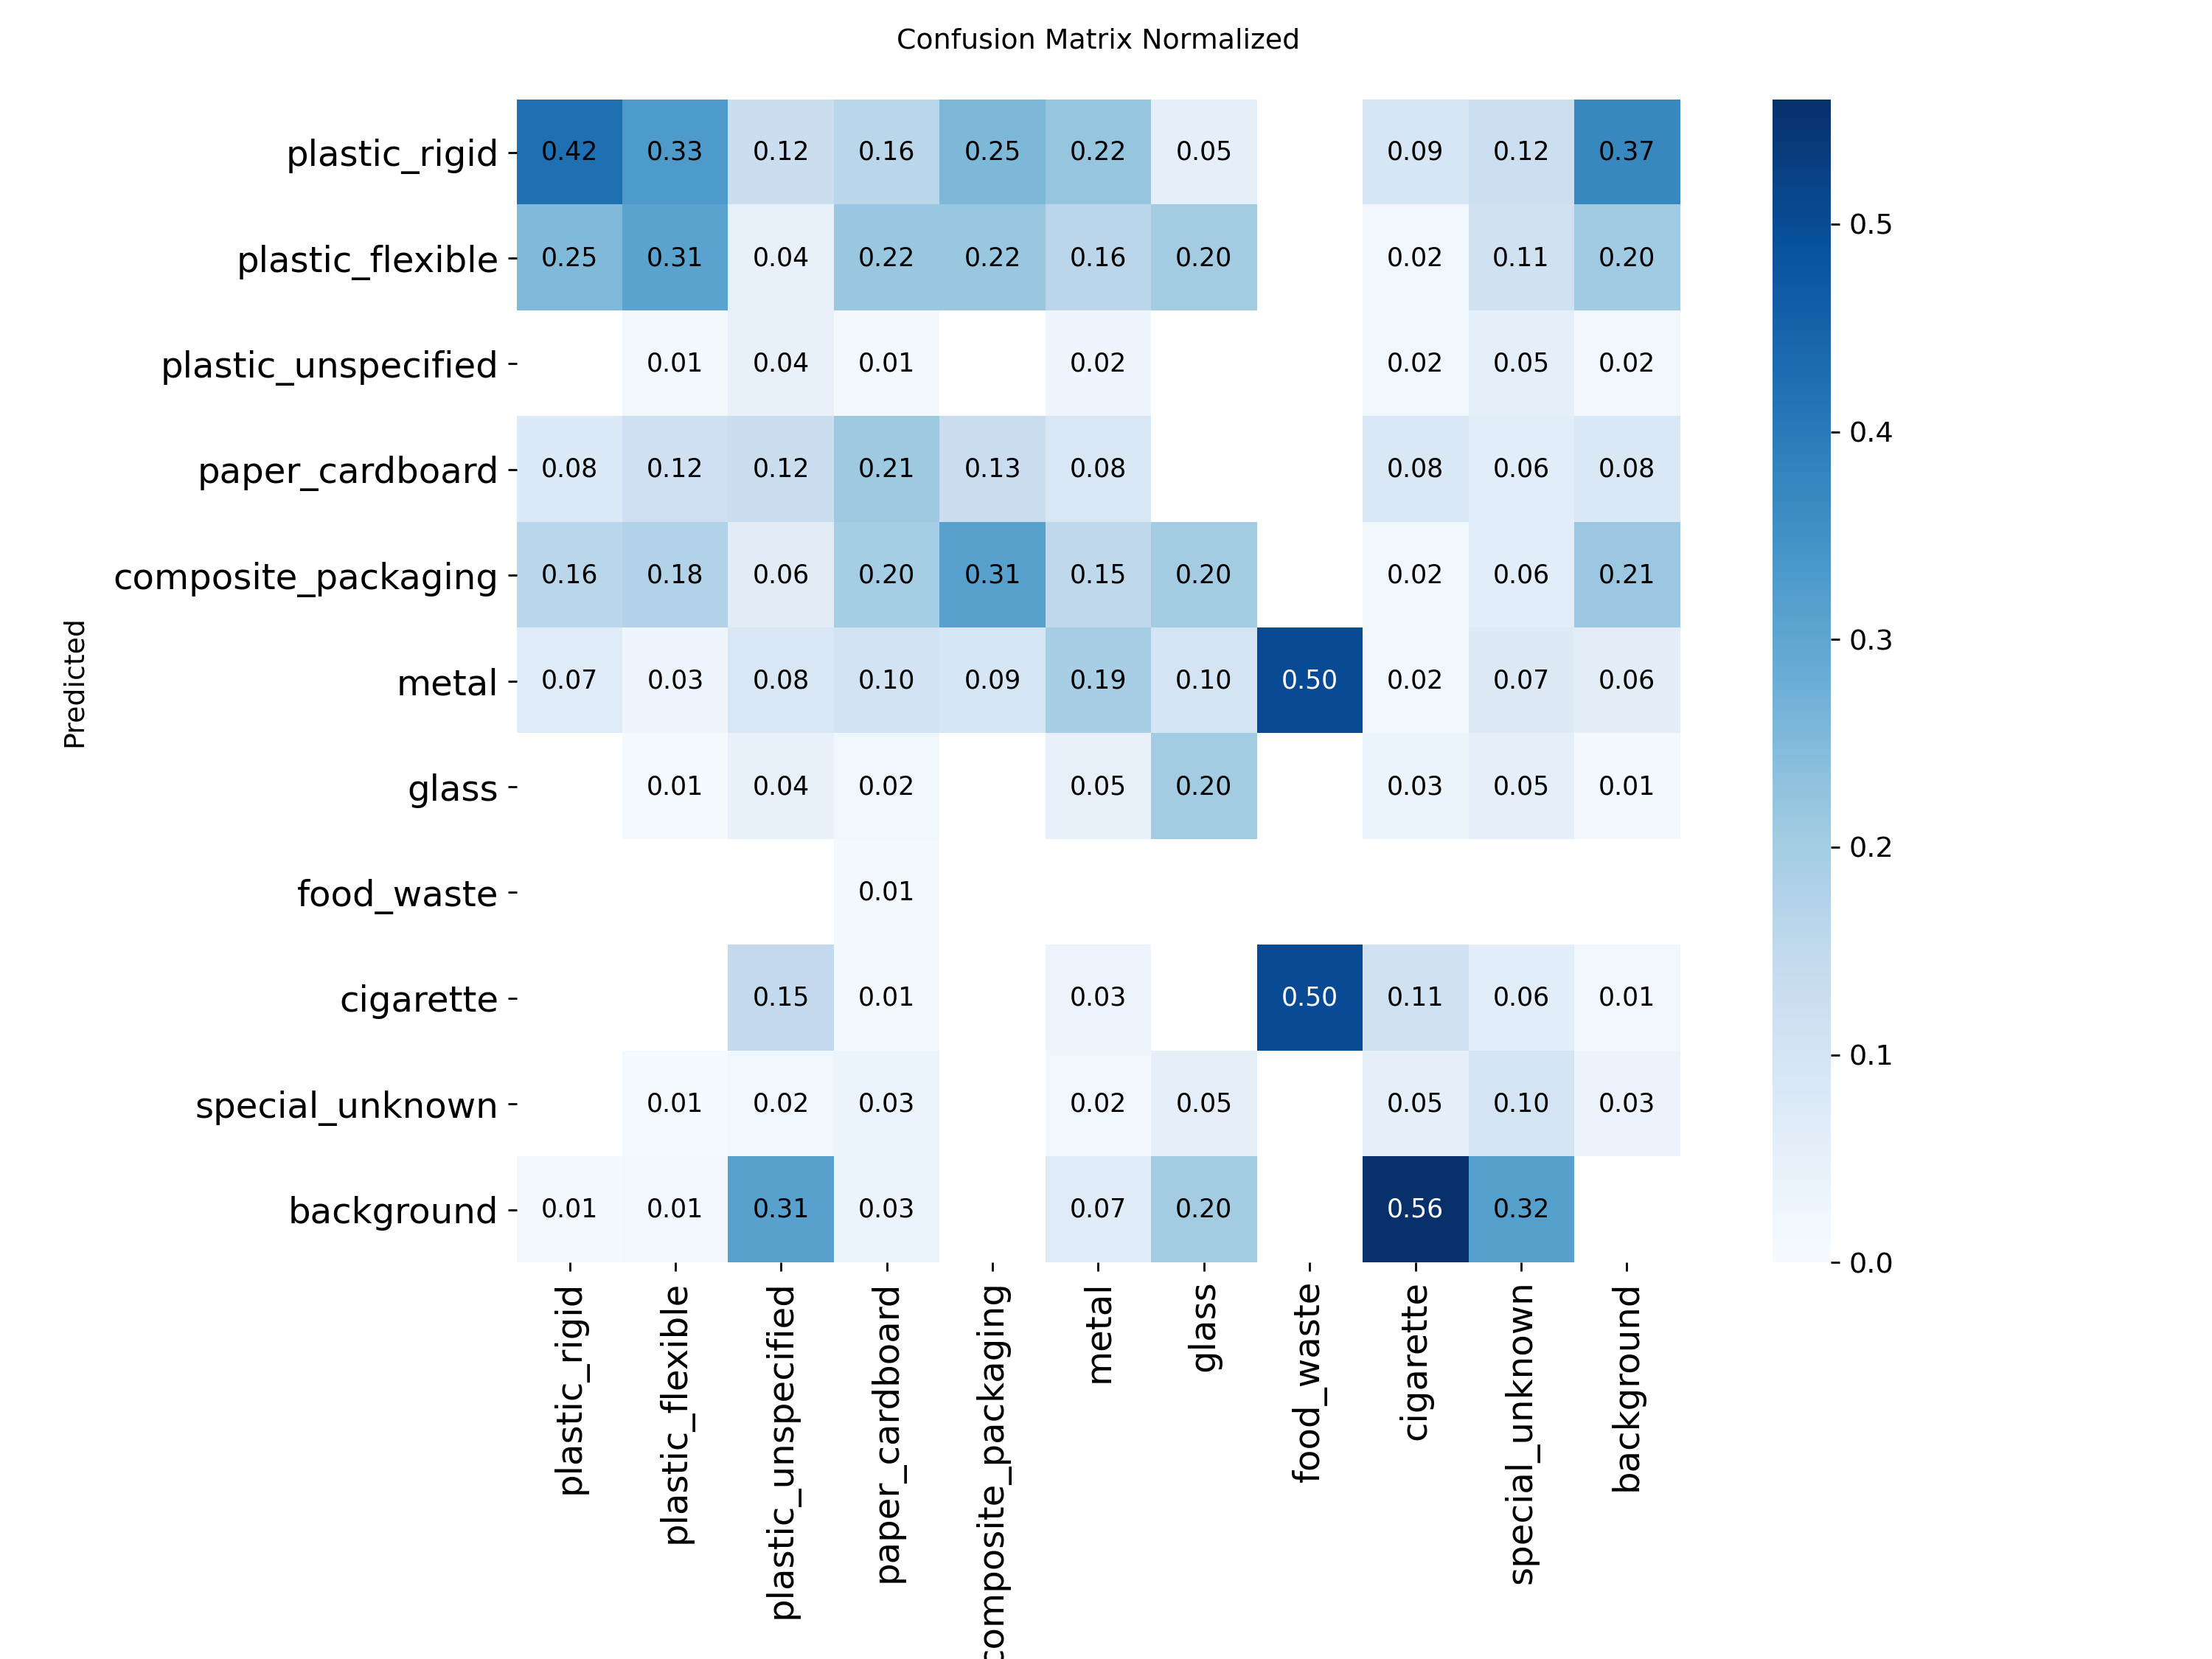 Confusion Matrix Normalized
Predicted
plastic_rigid 0.42 0.33 0.12 0.16 0.25 0.22 0.05 0.09 0.12 0.37
plastic_flexible 0.25 0.31 0.04 0.22 0.22 0.16 0.20 0.02 0.11 0.20
plastic_unspecified 0.01 0.04 0.01 0.02 0.02 0.05 0.02
paper_cardboard 0.08 0.12 0.12 0.21 0.13 0.08 0.08 0.06 0.08
composite_packaging 0.16 0.18 0.06 0.20 0.31 0.15 0.20 0.02 0.06 0.21
metal 0.07 0.03 0.08 0.10 0.09 0.19 0.10 0.50 0.02 0.07 0.06
glass 0.01 0.04 0.02 0.05 0.20 0.03 0.05 0.01
food_waste 0.01
cigarette 0.15 0.01 0.03 0.50 0.11 0.06 0.01
special_unknown 0.01 0.02 0.03 0.02 0.05 0.05 0.10 0.03
background 0.01 0.01 0.31 0.03 0.07 0.20 0.56 0.32
plastic_rigid
plastic_flexible
plastic_unspecified
paper_cardboard
composite_packaging
metal
glass
food_waste
cigarette
special_unknown
background
0.5
0.4
0.3
0.2
0.1
0.0